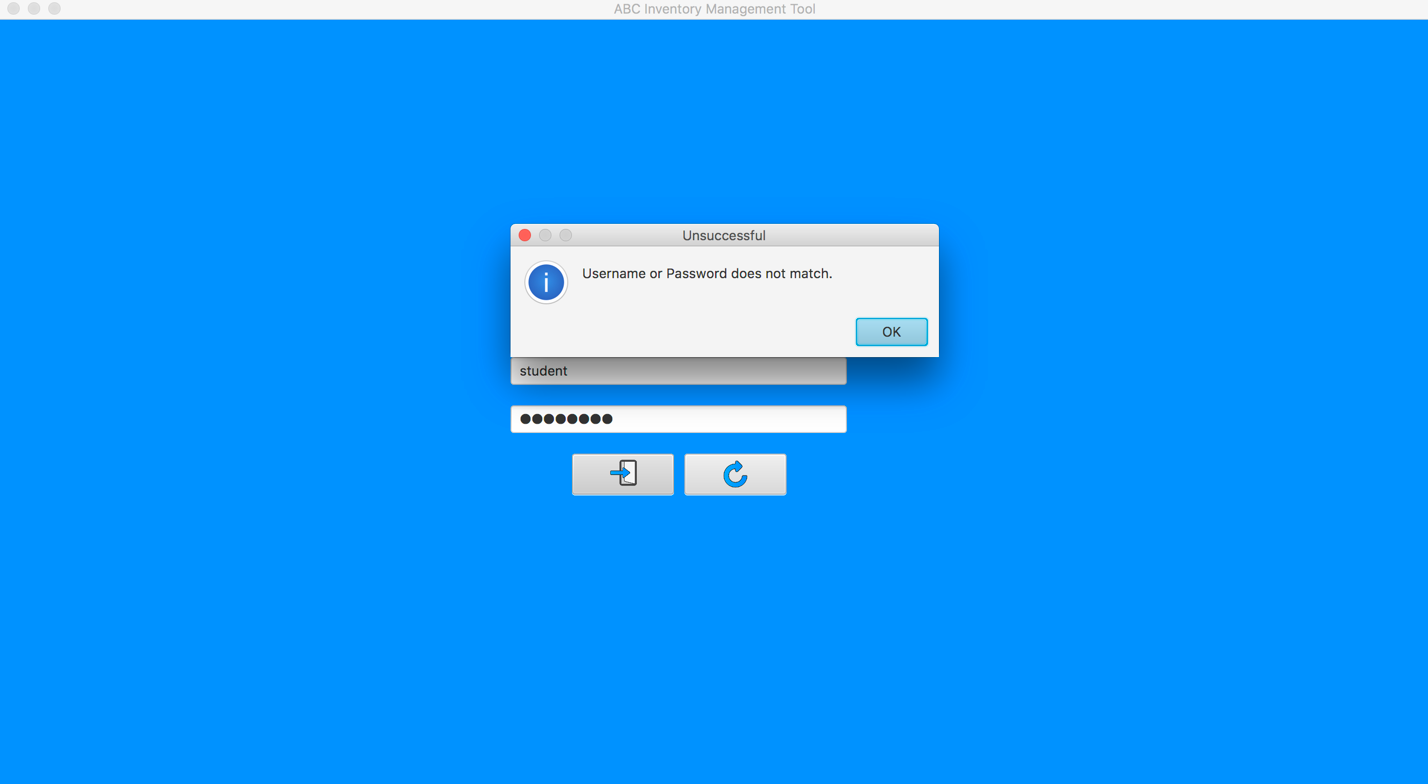 ABC Inventory Management Tool
Unsuccessful
Username or Password does not match.
OK
student